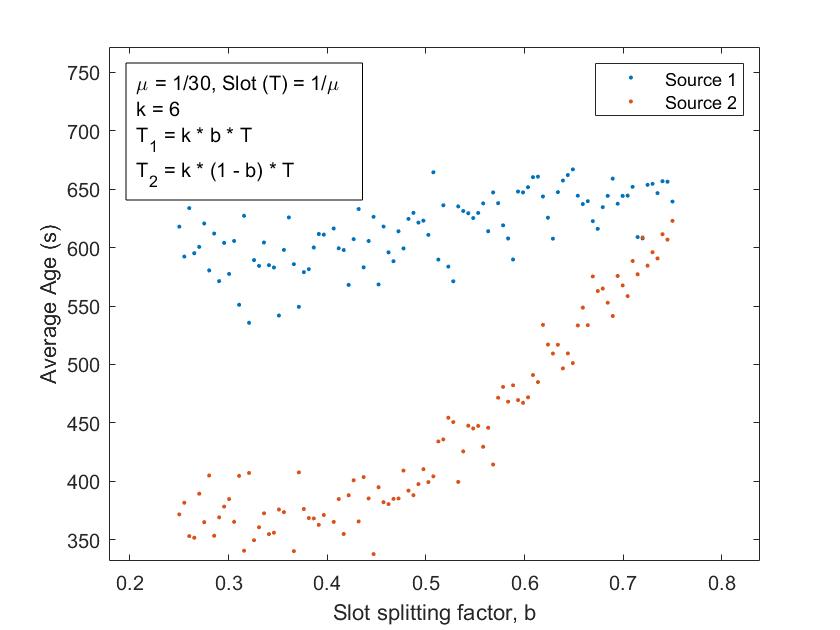 μ = 1/30, Slot (T) = 1/μ
k = 6
T1 = k * b * T
T2 = k * (1 - b) * T
Source 1
Source 2
750
700
650
600
550
500
450
400
350
Average Age (s)
0.2 0.3 0.4 0.5 0.6 0.7 0.8
Slot splitting factor, b